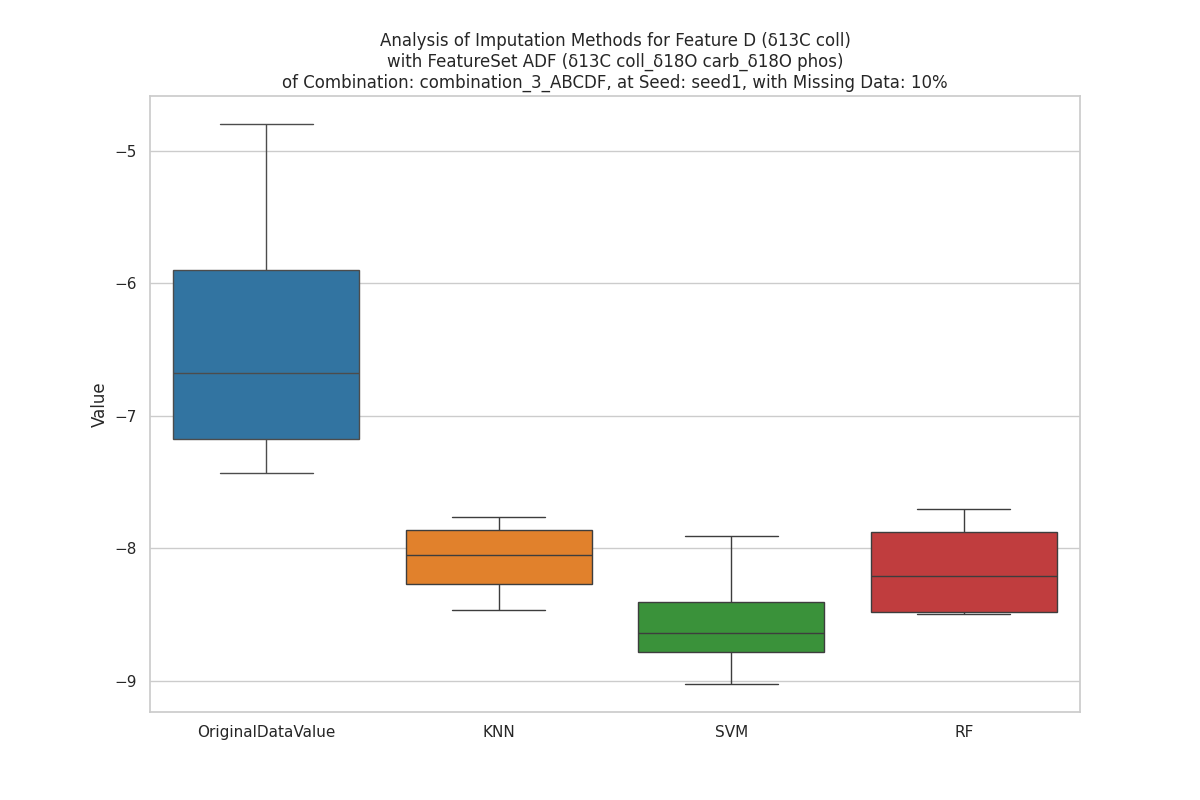 Analysis of Imputation Methods for Feature D (δ13C coll)
with FeatureSet ADF (δ13C coll_δ18O carb_δ18O phos)
of Combination: combination_3_ABCDF, at Seed: seed1, with Missing Data: 10%
Value
−5
−6
−7
−8
−9
OriginalDataValue
KNN
SVM
RF